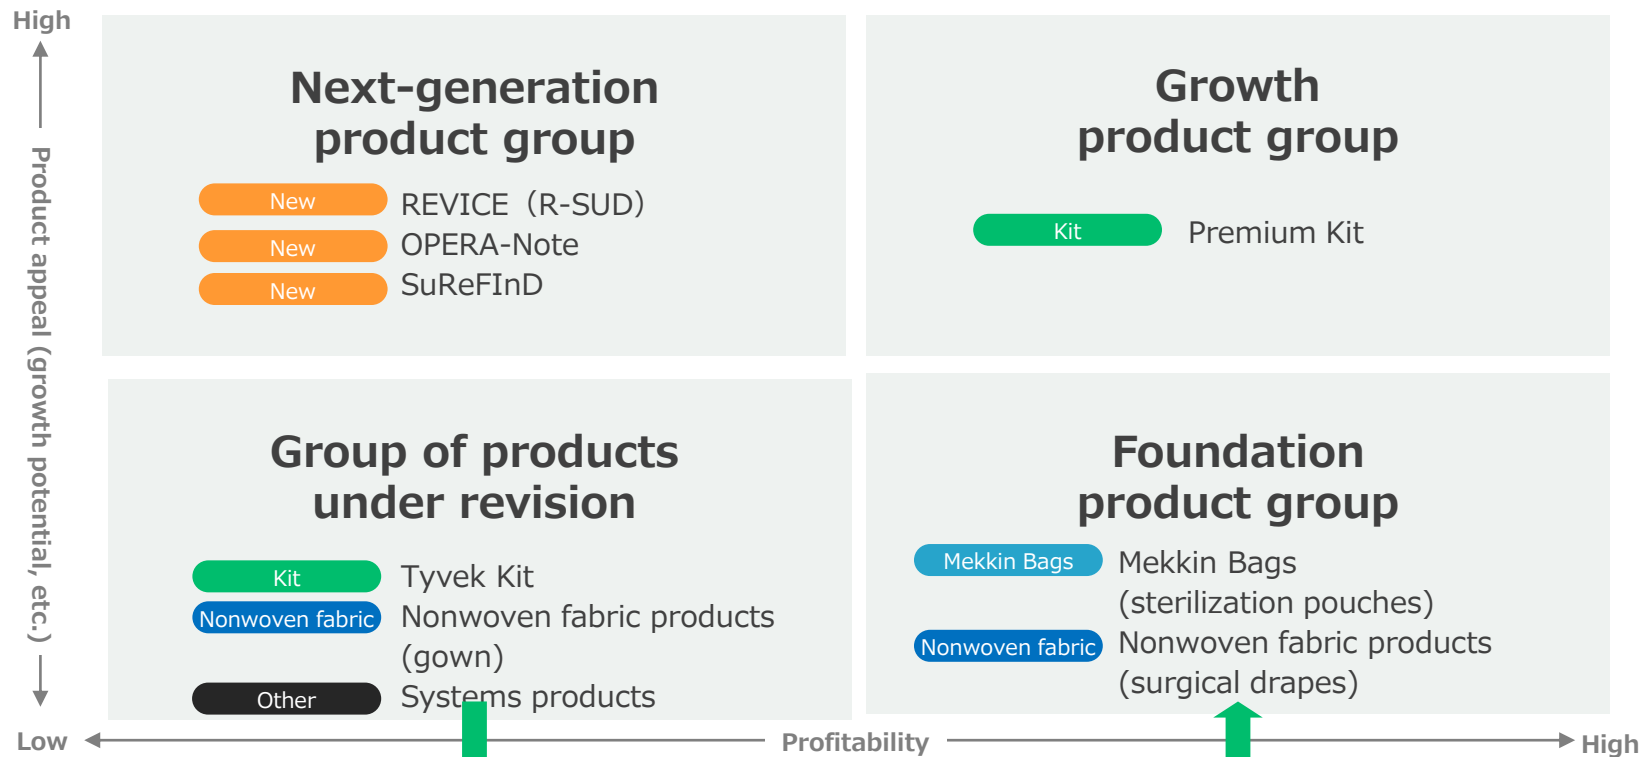 High
Product appeal (growth potential, etc.)
Low
Next-generation
product group
New REVICE（R-SUD）
New OPERA-Note
New SuReFInD
Growth
product group
Kit Premium Kit
Group of products
under revision
Kit Tyvek Kit
Nonwoven fabric Nonwoven fabric products
(gown)
Other Systems products
Foundation
product group
Mekkin Bags Mekkin Bags
(sterilization pouches)
Nonwoven fabric Nonwoven fabric products
(surgical drapes)
Profitability
High